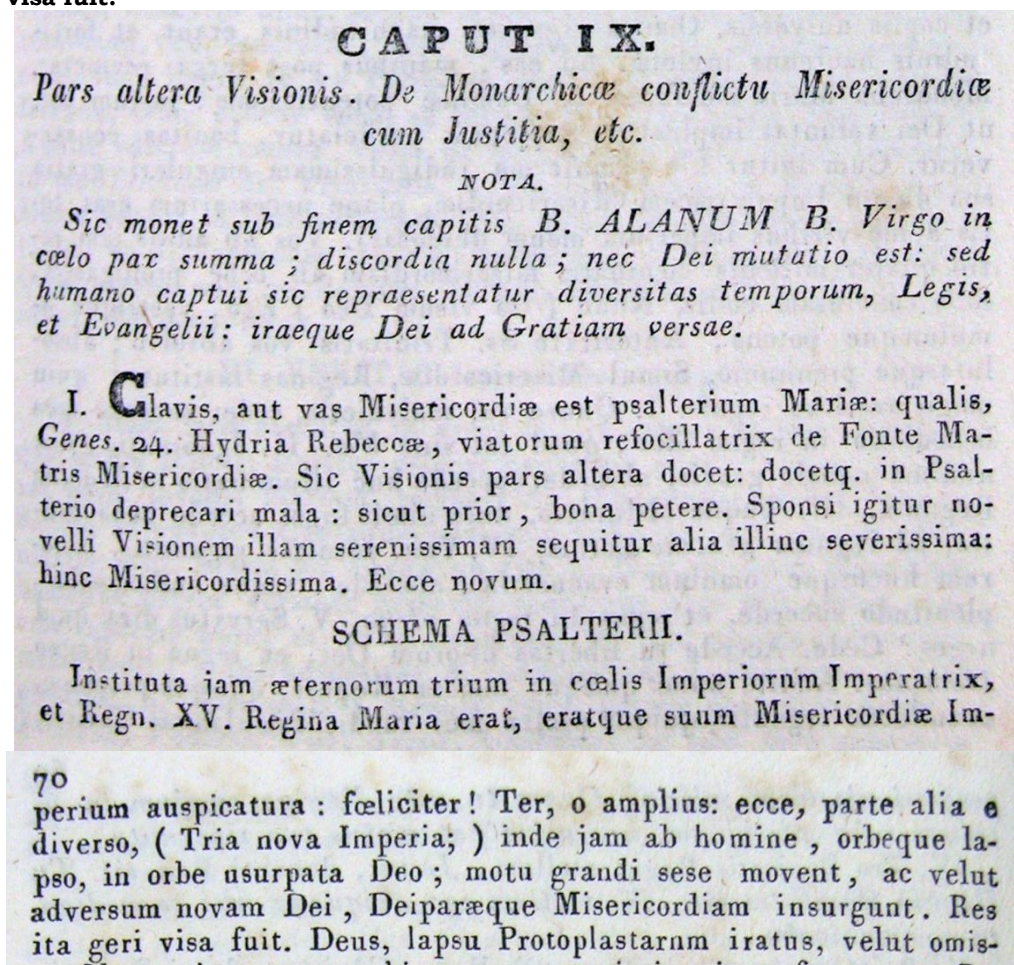 visa fuit.
CAPUT IX.
Pars altera Visionis. De Monarchicæ conflictu Misericordiæ
cum Justitia, etc.
NOTA.
Sic monet sub finem capitis B. ALANUM B. Virgo in
cœlo pax summa ; discordia nulla ; nec Dei mutatio est: sed
humano captui sic repraesentatur diversitas temporum, Legis,
et Evangelii: iraeque Dei ad Gratiam versae.
I. Clavis, aut vas Misericordiæ est psalterium Mariæ: qualis,
Genes. 24. Hydria Rebeccæ, viatorum refocillatrix de Fonte Ma-
tris Misericordiæ. Sic Visionis pars altera docet: docetq. in Psal-
terio deprecari mala : sicut prior, bona petere. Sponsi igitur no-
velli Visionem illam serenissimam sequitur alia illinc severissima:
hinc Misericordissima. Ecce novum.
SCHEMA PSALTERII.
Instituta jam æternorum trium in cœlis Imperiorum Imperatrix,
et Regn. XV. Regina Maria erat, eratque suum Misericordiæ Im-
70
perium auspicatura : fœliciter ! Ter, o amplius: ecce, parte alia e
diverso, ( Tria nova Imperia; ) inde jam ab homine , orbeque la-
pso, in orbe usurpata Deo ; motu grandi sese movent , ac velut
adversum novam Dei , Deiparæque Misericordiam insurgunt. Res
ita geri visa fuit. Deus, lapsu Protoplastarum iratus, velut omis-